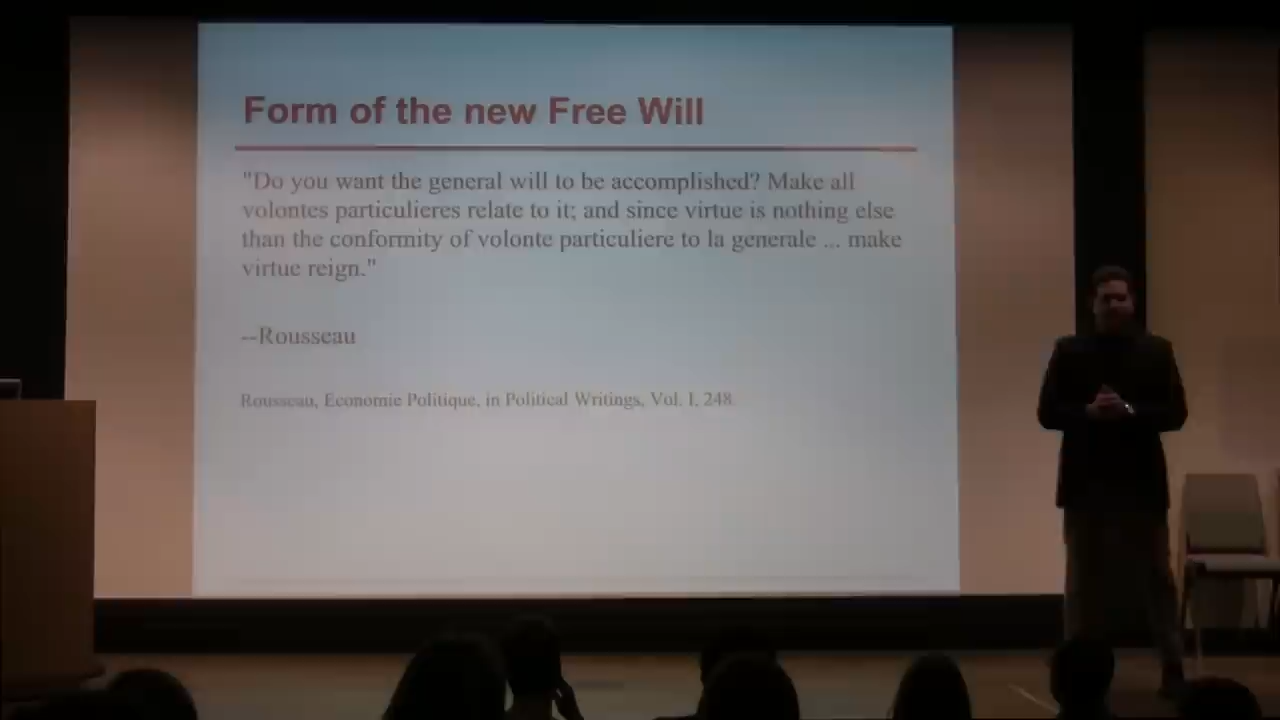 Form of the new Free Will
"Do you want the general will to be accomplished? Make all
volontes particulieres relate to it; and since virtue is nothing else
than the conformity of volonte particuliere to la generale ... make
virtue reign."
--Rousseau
Rousseau, Economie Politique, in Political Writings, Vol. I, 248.